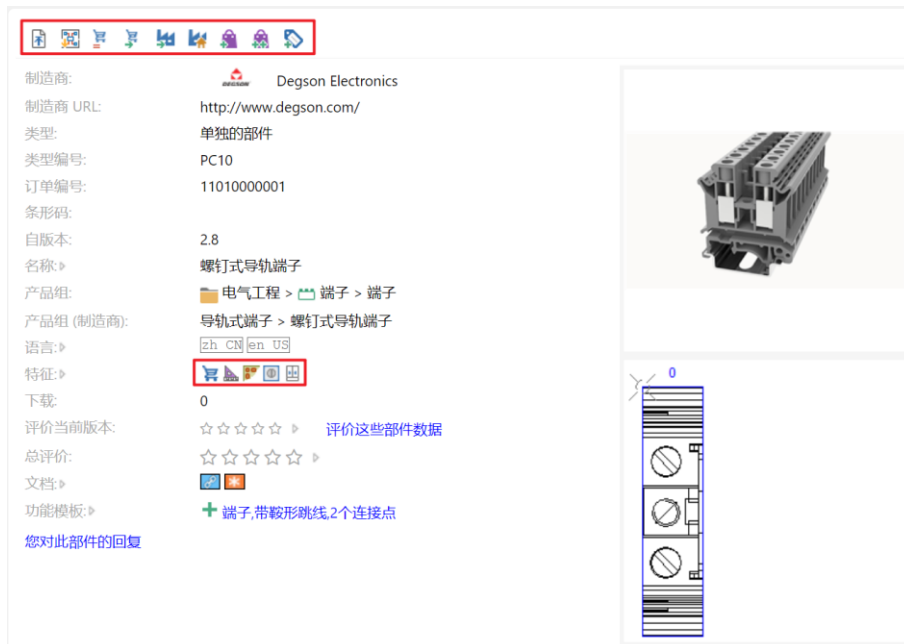 制造商: DEGSON Degson Electronics
制造商 URL: http://www.degson.com/
类型: 单独的部件
类型编号: PC10
订单编号: 11010000001
条形码:
自版本: 2.8
名称: 螺钉式导轨端子
产品组: 电气工程 > 端子 > 端子
产品组 (制造商): 导轨式端子 > 螺钉式导轨端子
语言: zh_CN en_US
特征:
下载: 0
评价当前版本: 评价这些部件数据
总评价:
文档:
功能模板: 端子,带鞍形跳线,2个连接点
您对此部件的回复
0